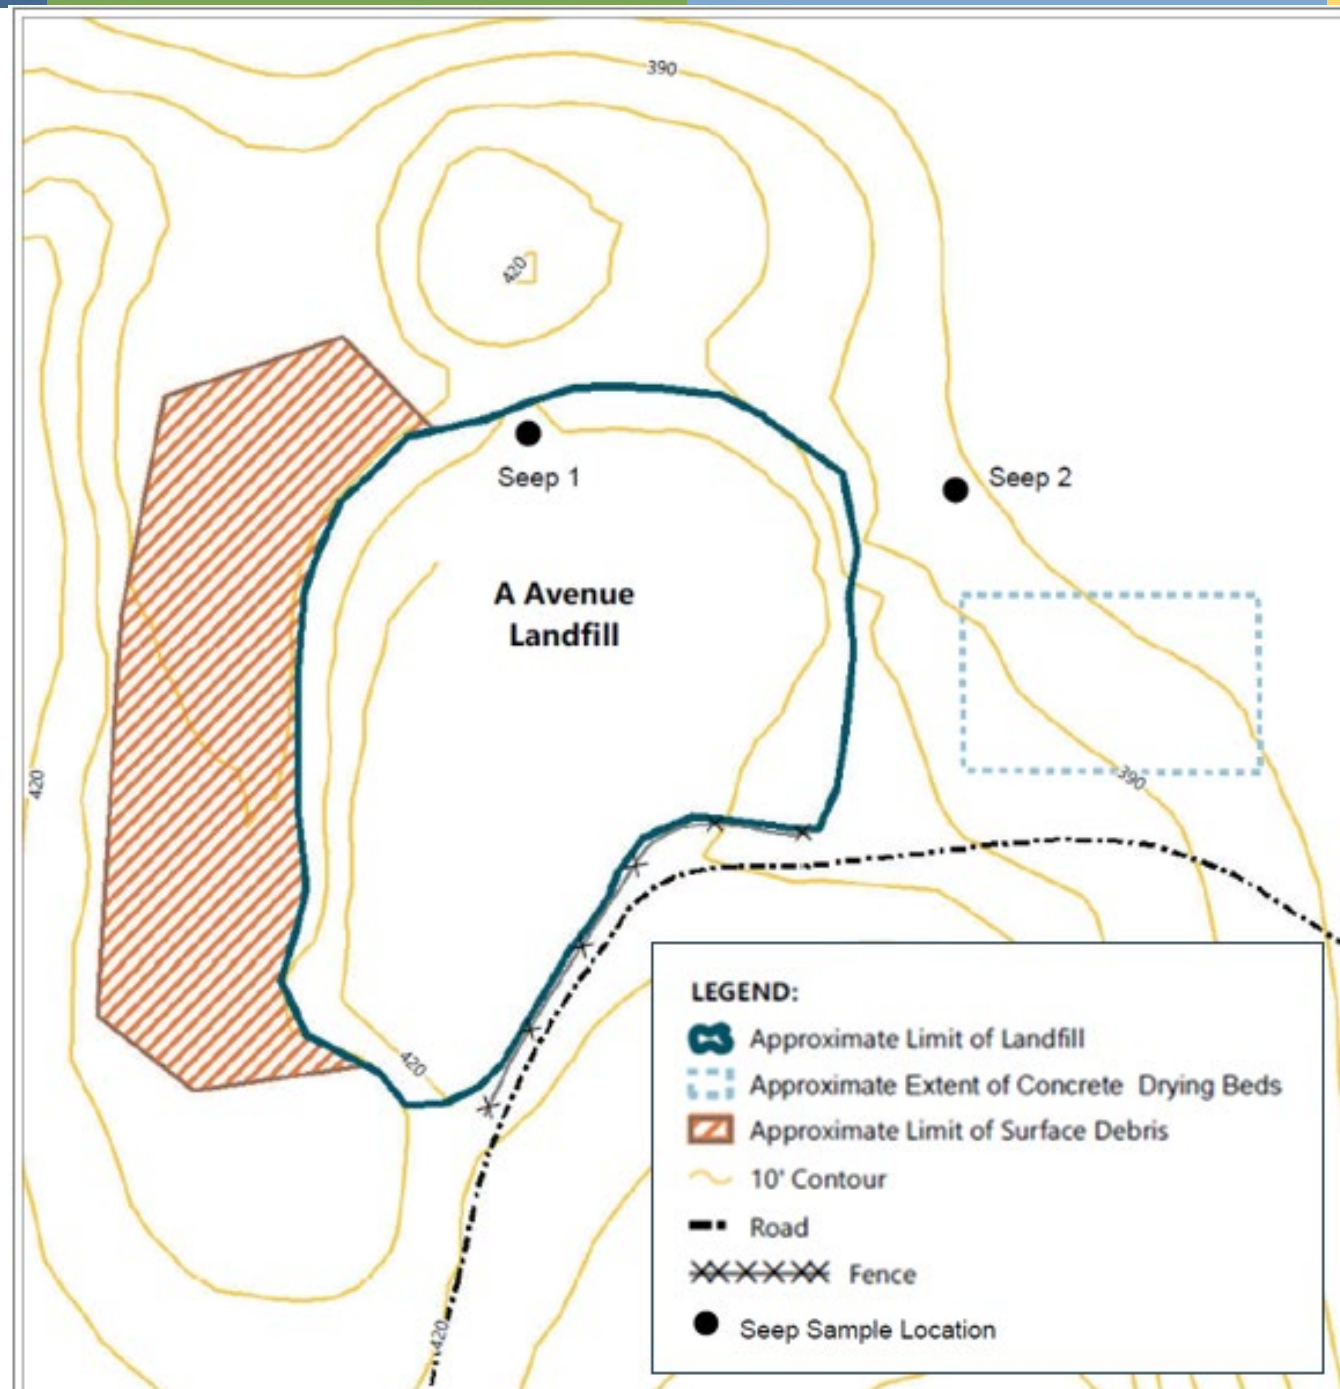 390
420
Seep 1
Seep 2
A Avenue
Landfill
420
390
420
420
LEGEND:
Approximate Limit of Landfill
Approximate Extent of Concrete Drying Beds
Approximate Limit of Surface Debris
10' Contour
Road
Fence
Seep Sample Location